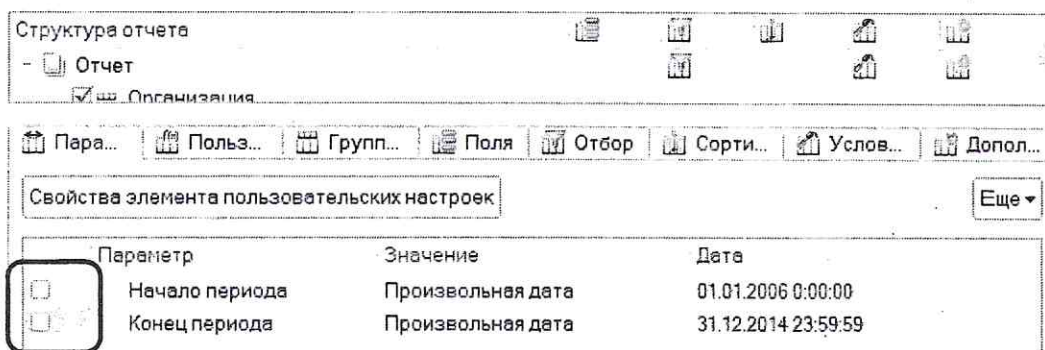 Структура отчета
- Отчет
Организация
Пара... Польз... Групп... Поля Отбор Сорти... Услов... Допол...
Свойства элемента пользовательских настроек Еще
Параметр Значение Дата
Начало периода Произвольная дата 01.01.2006 0:00:00
Конец периода Произвольная дата 31.12.2014 23:59:59